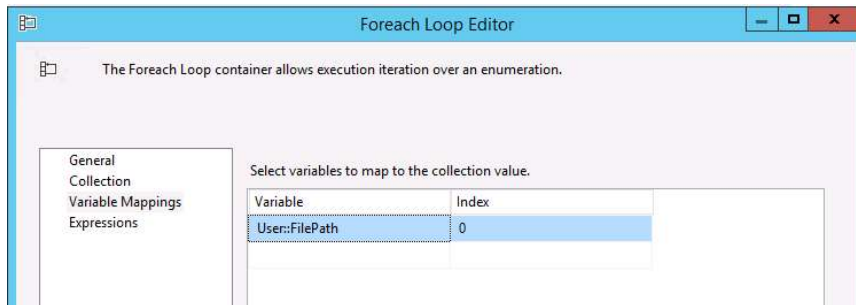 Foreach Loop Editor
The Foreach Loop container allows execution iteration over an enumeration.
General
Collection
Variable Mappings
Expressions
Select variables to map to the collection value.
Variable Index
User::FilePath 0